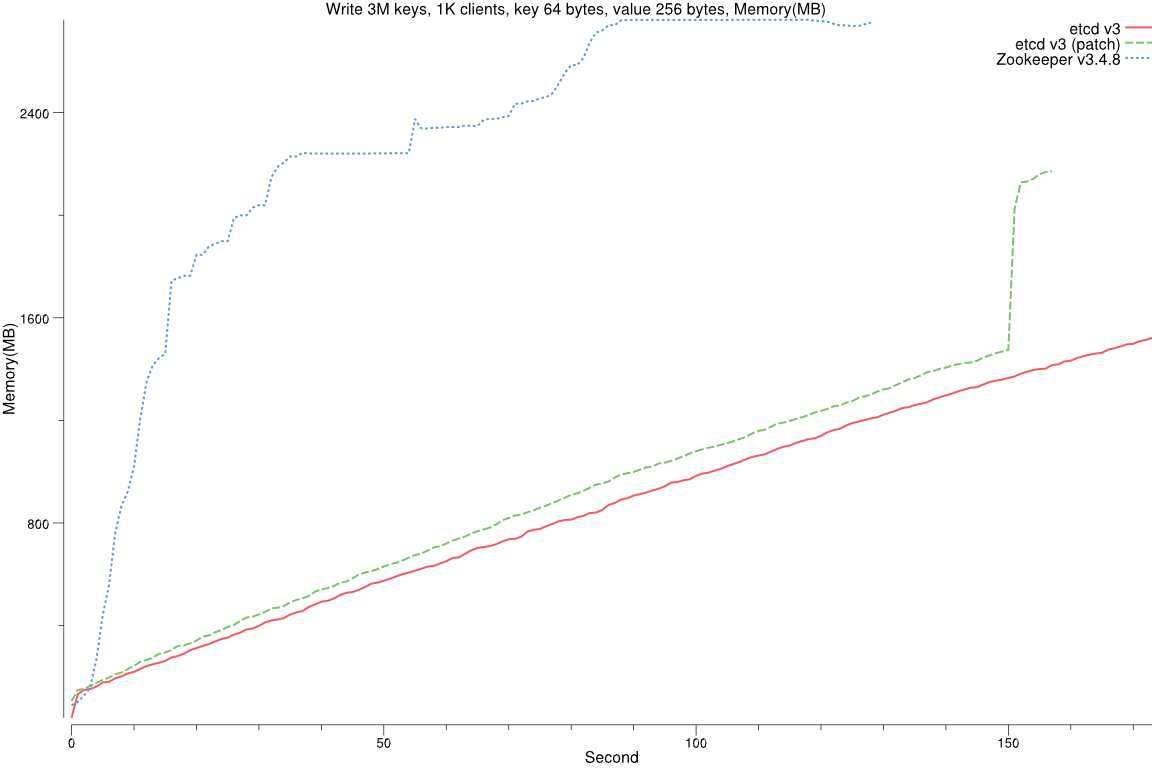 Write 3M keys, 1K clients, key 64 bytes, value 256 bytes, Memory(MB)
etcd v3
etcd v3 (patch)
Zookeeper v3.4.8
2400
1600
800
Memory(MB)
0 50 100 150
Second